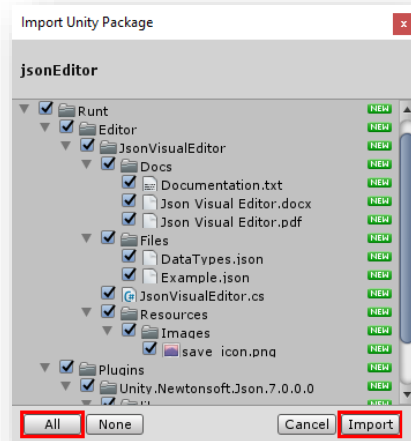 Import Unity Package
x
jsonEditor
Runt NEW
Editor NEW
JsonVisualEditor NEW
Docs NEW
Documentation.txt NEW
Json Visual Editor.docx NEW
Json Visual Editor.pdf NEW
Files NEW
DataTypes.json NEW
Example.json NEW
JsonVisualEditor.cs NEW
Resources NEW
Images NEW
save_icon.png NEW
Plugins NEW
Unity.Newtonsoft.Json.7.0.0.0 NEW
All None Cancel Import